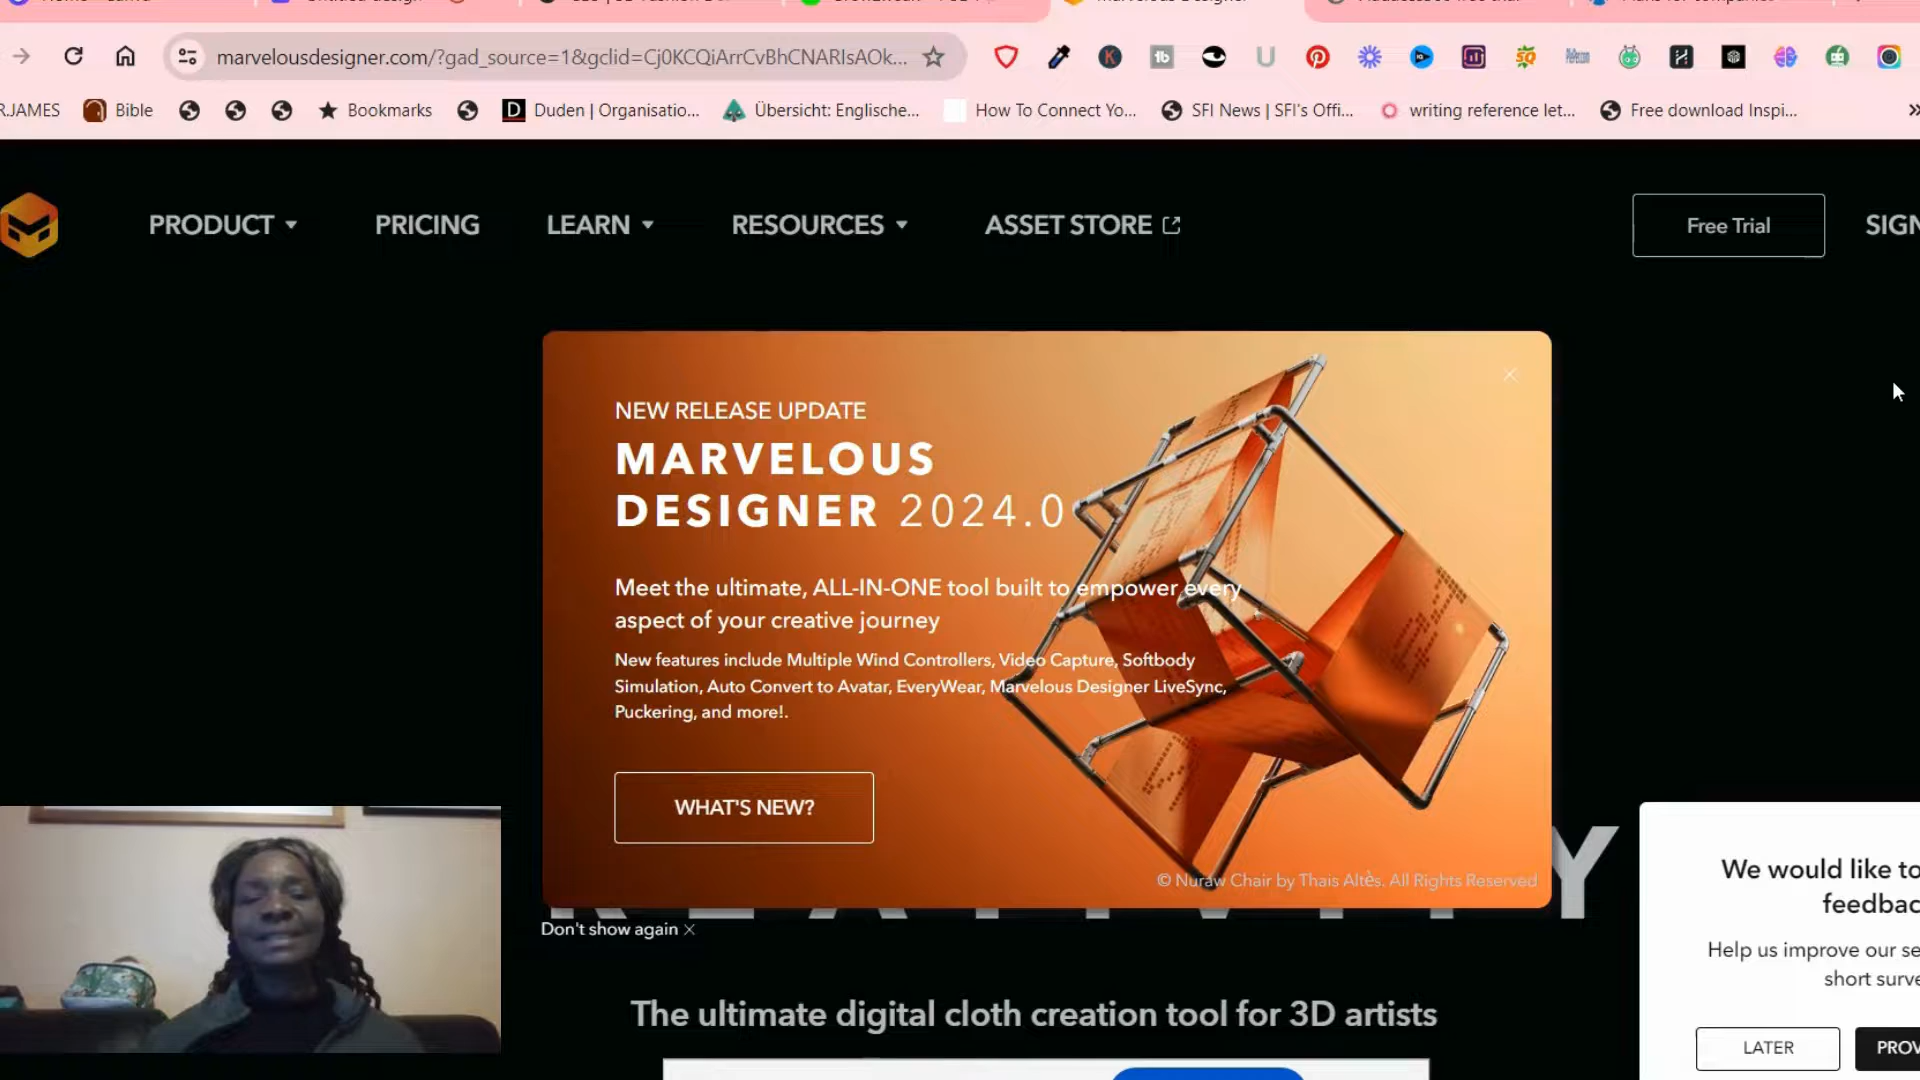 marvelousdesigner.com/?gad_source=1&gclid=Cj0KCQiArrCvBhCNARIsAOk...
R.JAMES Bible Bookmarks Duden | Organisatio... Übersicht: Englische... How To Connect Yo... SFI News | SFI's Offi... writing reference let... Free download Inspi...
PRODUCT PRICING LEARN RESOURCES ASSET STORE Free Trial SIGN
NEW RELEASE UPDATE
MARVELOUS
DESIGNER 2024.0
Meet the ultimate, ALL-IN-ONE tool built to empower every
aspect of your creative journey
New features include Multiple Wind Controllers, Video Capture, Softbody
Simulation, Auto Convert to Avatar, EveryWear, Marvelous Designer LiveSync,
Puckering, and more!.
WHAT'S NEW?
© Nuraw Chair by Thais Altès. All Rights Reserved
Don't show again
The ultimate digital cloth creation tool for 3D artists
We would like to
feedbac
Help us improve our se
short surve
LATER PROV